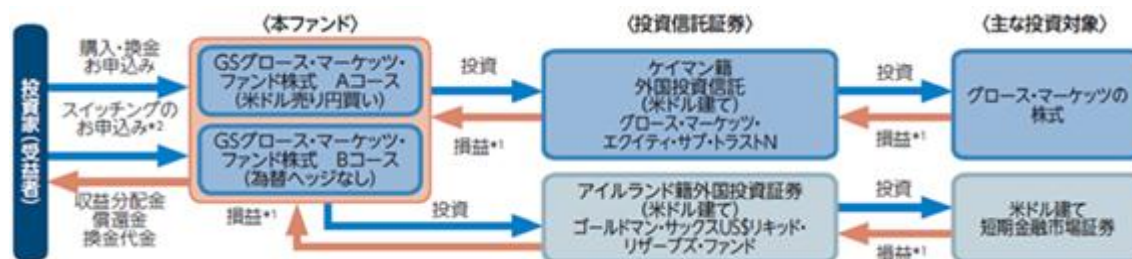 〈本ファンド〉
〈投資信託証券〉
〈主な投資対象〉
投資家(受益者)
購入・換金
お申込み
スイッチングの
お申込み*2
収益分配金
償還金
換金代金
GSグロース・マーケッツ・
ファンド株式 Aコース
(米ドル売り円買い)
GSグロース・マーケッツ・
ファンド株式 Bコース
(為替ヘッジなし)
投資
損益*1
ケイマン籍
外国投資信託
(米ドル建て)
グロース・マーケッツ・
エクイティ・サブ・トラストN
投資
損益*1
グロース・マーケッツの
株式
損益*1
投資
アイルランド籍外国投資証券
(米ドル建て)
ゴールドマン・サックスUS$リキッド・
リザーブズ・ファンド
投資
損益*1
米ドル建て
短期金融市場証券